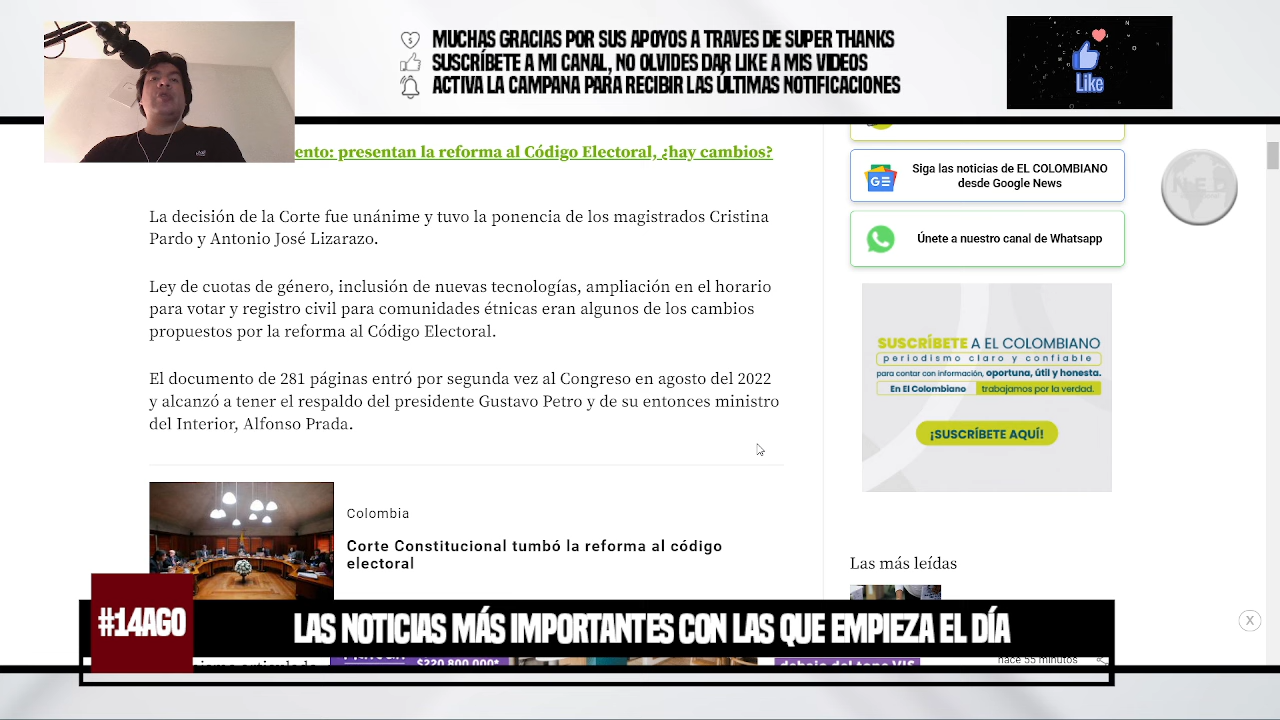 MUCHAS GRACIAS POR SUS APOYOS A TRAVES DE SUPER THANKS
SUSCRÍBETE A MI CANAL, NO OLVIDES DAR LIKE A MIS VIDEOS
ACTIVA LA CAMPANA PARA RECIBIR LAS ÚLTIMAS NOTIFICACIONES
Like
ento: presentan la reforma al Código Electoral, ¿hay cambios?
La decisión de la Corte fue unánime y tuvo la ponencia de los magistrados Cristina
Pardo y Antonio José Lizarazo.
Ley de cuotas de género, inclusión de nuevas tecnologías, ampliación en el horario
para votar y registro civil para comunidades étnicas eran algunos de los cambios
propuestos por la reforma al Código Electoral.
El documento de 281 páginas entró por segunda vez al Congreso en agosto del 2022
y alcanzó a tener el respaldo del presidente Gustavo Petro y de su entonces ministro
del Interior, Alfonso Prada.
Colombia
Corte Constitucional tumbó la reforma al código
electoral
Siga las noticias de EL COLOMBIANO
desde Google News
Únete a nuestro canal de Whatsapp
NED
SUSCRÍBETE A EL COLOMBIANO
periodismo claro y confiable
para contar con información, oportuna, útil y honesta.
En El Colombiano trabajamos por la verdad.
¡SUSCRÍBETE AQUÍ!
Las más leídas
X
#14AGO
LAS NOTICIAS MÁS IMPORTANTES CON LAS QUE EMPIEZA EL DÍA
$220.800.000*
debajo del tope VIS
hace 55 minutos